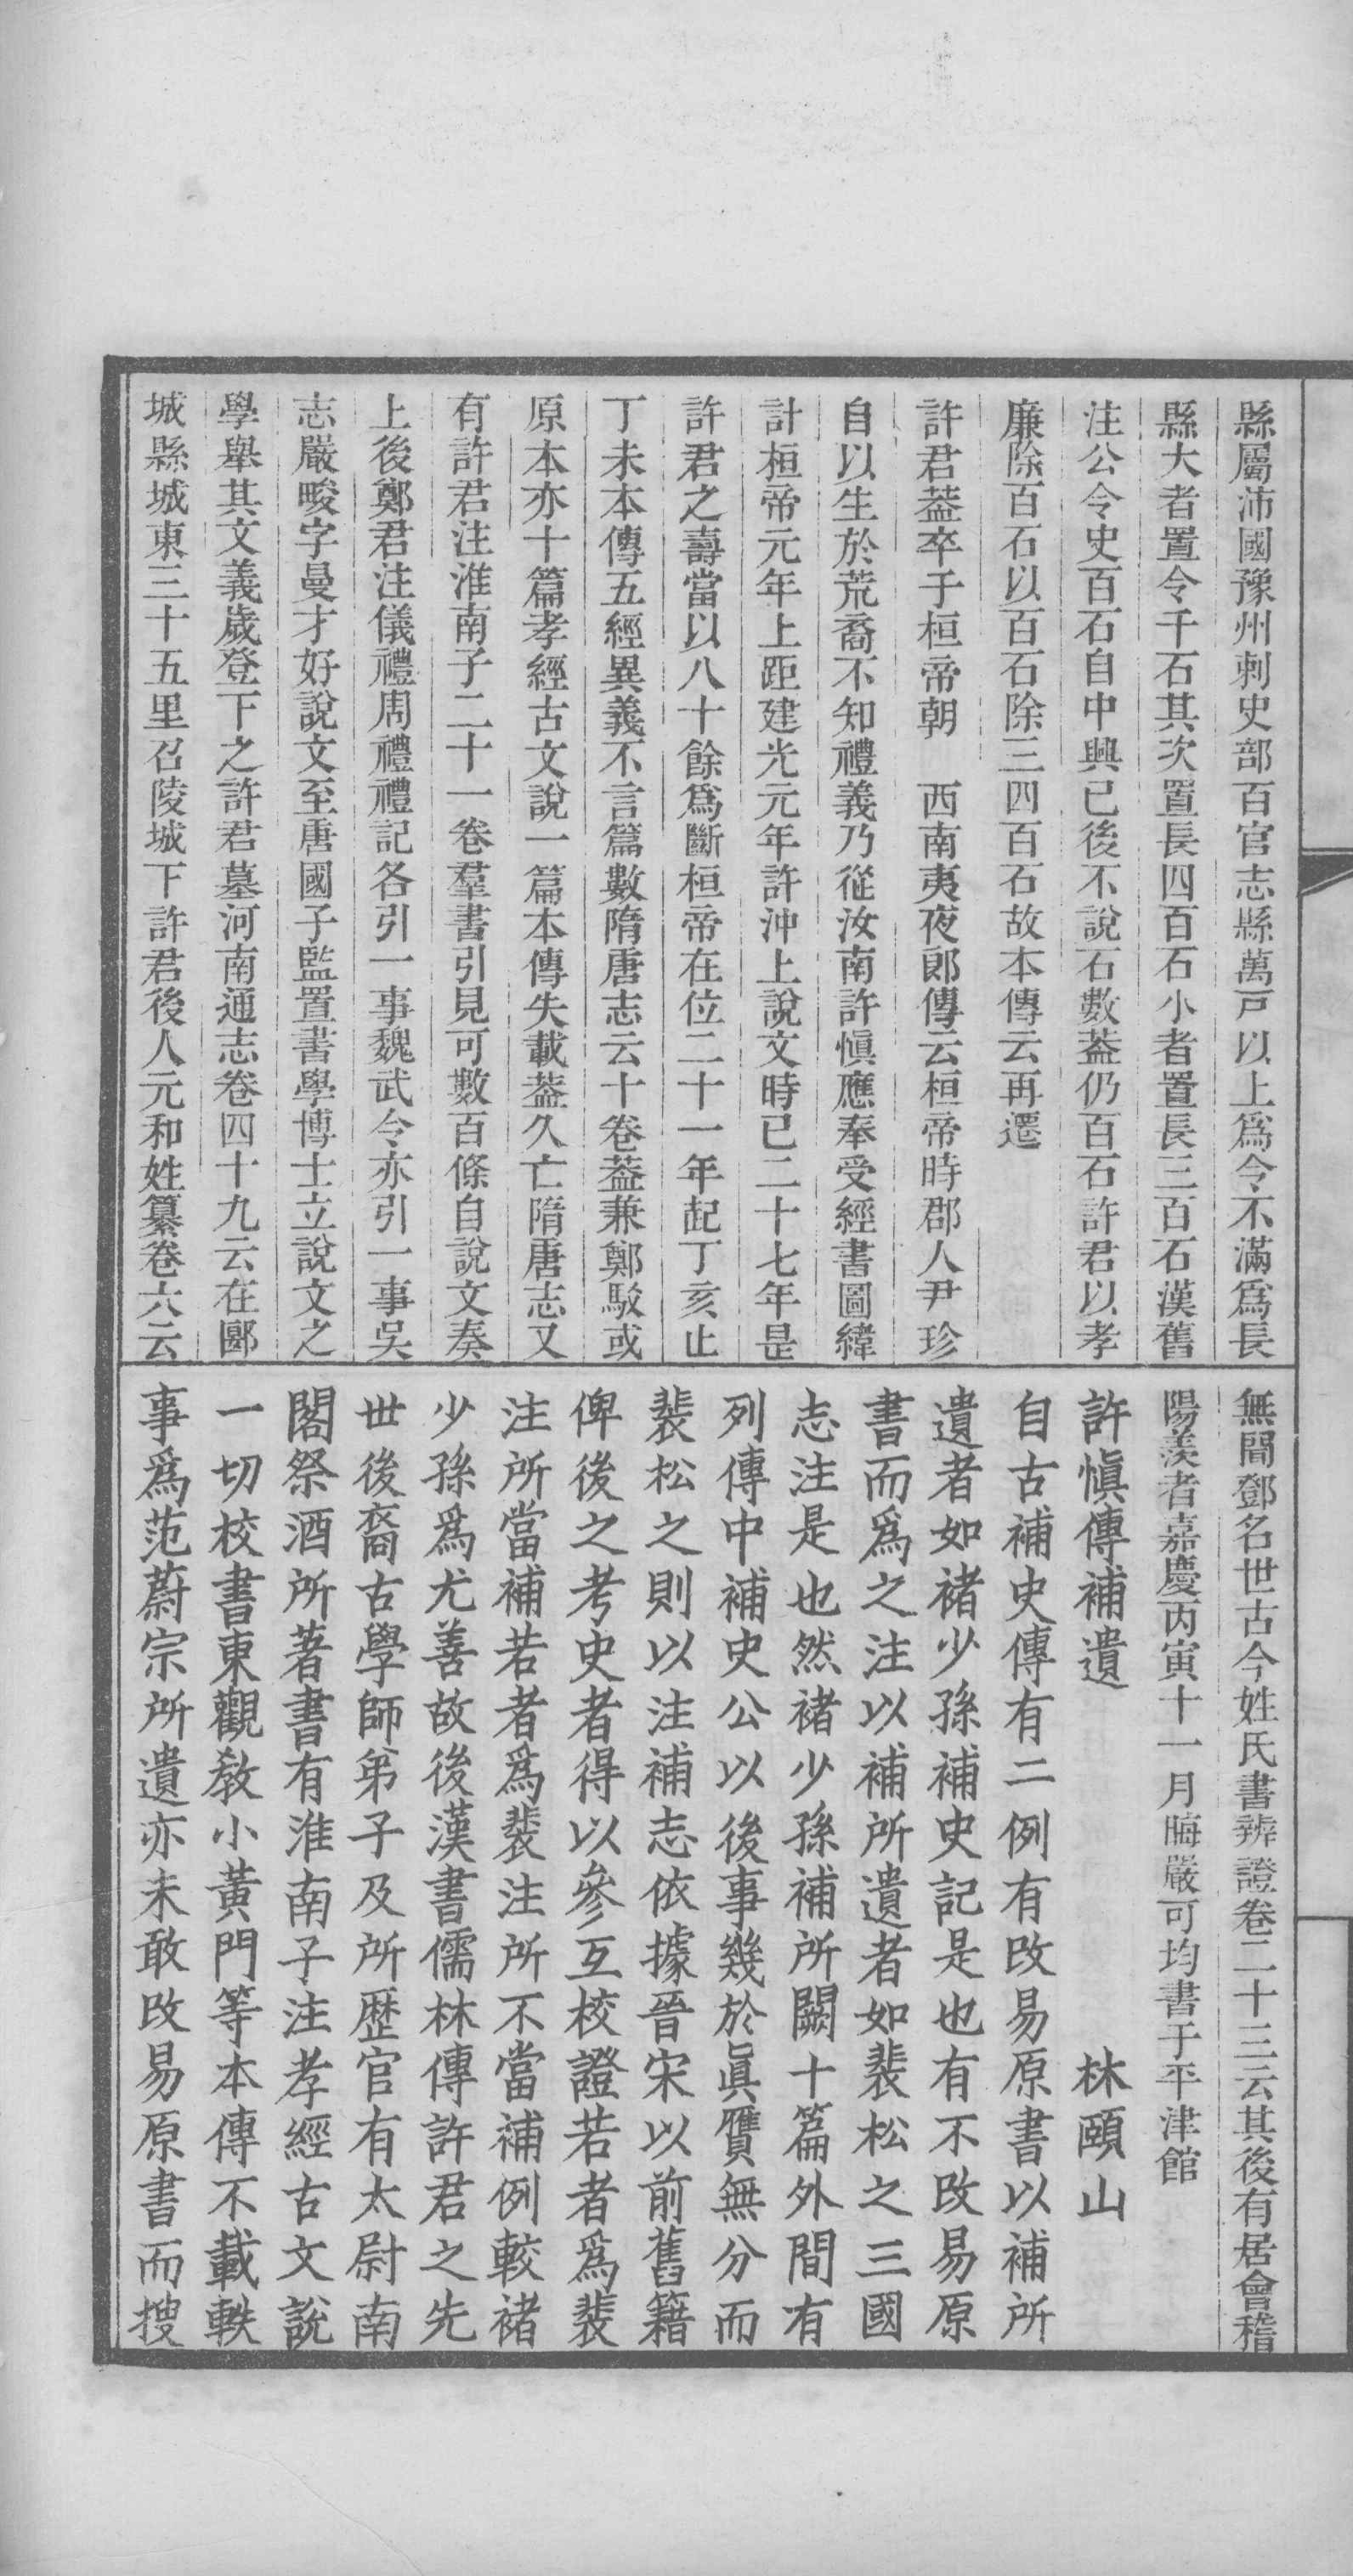 縣屬沛國豫州刺史部百官志縣萬戸以上爲令不滿爲長
縣大者置令千石其次置長四百石小者置長三百石漢舊
注公令史百石自中興已後不說石數葢仍百石許君以孝
廉除百石以百石除三四百石故本傳云再遷
許君葢卒于桓帝朝　西南夷夜郞傳云桓帝時郡人尹珍
自以生於荒裔不知禮義乃從汝南許愼應奉受經書圖緯
計桓帝元年上距建光元年許沖上說文時已二十七年是
許君之壽當以八十餘爲斷桓帝在位二十一年起丁亥止
丁未本傳五經異義不言篇數隋唐志云十卷葢兼鄭駁或
原本亦十篇孝經古文說一篇本傳失載葢久亡隋唐志又
有許君注淮南子二十一卷羣書引見可數百條自說文奏
上後鄭君注儀禮周禮禮記各引一事魏武令亦引一事吳
志嚴畯字曼才好說文至唐國子監置書學博士立說文之
學舉其文義歲登下之許君墓河南通志卷四十九云在郾
城縣城東三十五里召陵城下許君後人元和姓纂卷六云
無聞鄧名世古今姓氏書辨證卷二十三云其後有居會稽
陽羨者嘉慶丙寅十一月晦嚴可均書于平津館
許愼傳補遺　　　　　林頤山
自古補史傳有二例有改易原書以補所
遺者如褚少孫補史記是也有不改易原
書而爲之注以補所遺者如裴松之三國
志注是也然褚少孫補所闕十篇外間有
列傳中補史公以後事幾於眞贋無分而
裴松之則以注補志依據晉宋以前舊籍
俾後之考史者得以參互校證若者爲裴
注所當補若者爲裴注所不當補例較褚
少孫爲尤善故後漢書儒林傳許君之先
世後裔古學師弟子及所歷官有太尉南
閣祭酒所著書有淮南子注孝經古文說
一切校書東觀敎小黃門等本傳不載軼
事爲范蔚宗所遺亦未敢改易原書而搜